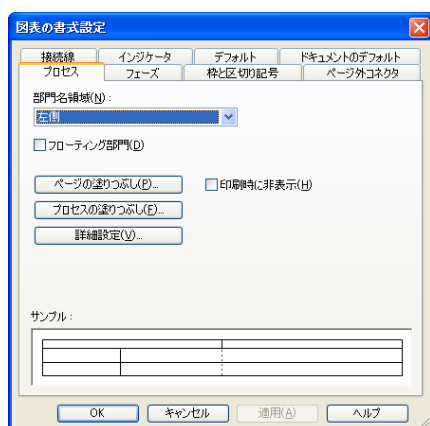 図表の書式設定
接続線 インジケータ デフォルト ドキュメントのデフォルト
プロセス フェーズ 枠と区切り記号 ページ外コネクタ
部門名領域(N) :
左側
フローティング部門(D)
ページの塗りつぶし(P)... 印刷時に非表示(H)
プロセスの塗りつぶし(F)...
詳細設定(V)...
サンプル :
OK キャンセル 適用(A) ヘルプ